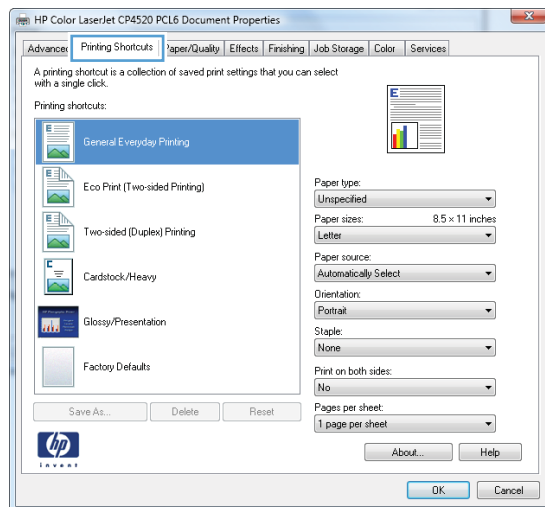 HP Color LaserJet CP4520 PCL6 Document Properties
Advanced Printing Shortcuts Paper/Quality Effects Finishing Job Storage Color Services
A printing shortcut is a collection of saved print settings that you can select
with a single click.
Printing shortcuts:
General Everyday Printing
Eco Print (Two-sided Printing)
Two-sided (Duplex) Printing
Cardstock/Heavy
Glossy/Presentation
Factory Defaults
Save As... Delete Reset
E
Paper type:
Unspecified
Paper sizes: 8.5 × 11 inches
Letter
Paper source:
Automatically Select
Orientation:
Portrait
Staple:
None
Print on both sides:
No
Pages per sheet:
1 page per sheet
hp
invent
About... Help
OK Cancel